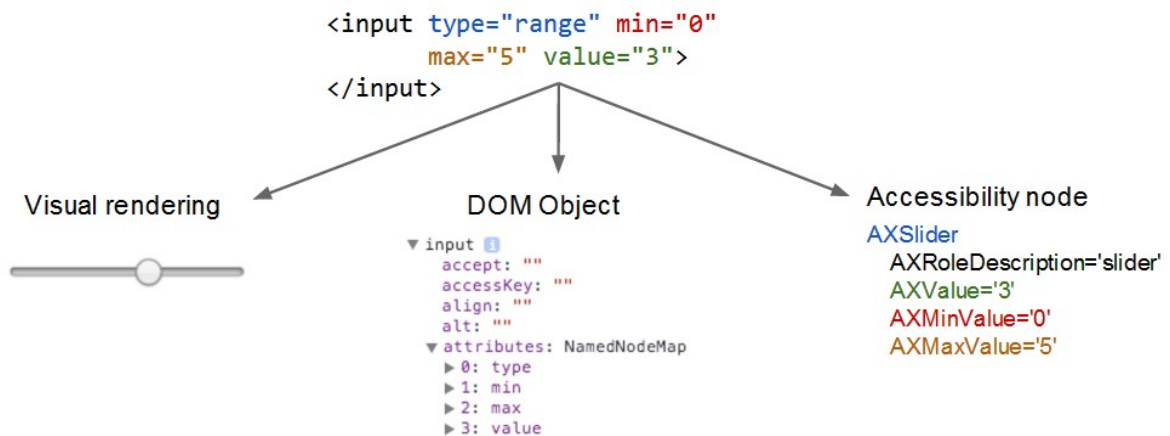 <input type="range" min="0"
max="5" value="3">
</input>
Visual rendering
DOM Object
▼ input i
accept: ""
accessKey: ""
align: ""
alt: ""
▼ attributes: NamedNodeMap
▶ 0: type
▶ 1: min
▶ 2: max
▶ 3: value
Accessibility node
AXSlider
AXRoleDescription='slider'
AXValue='3'
AXMinValue='0'
AXMaxValue='5'